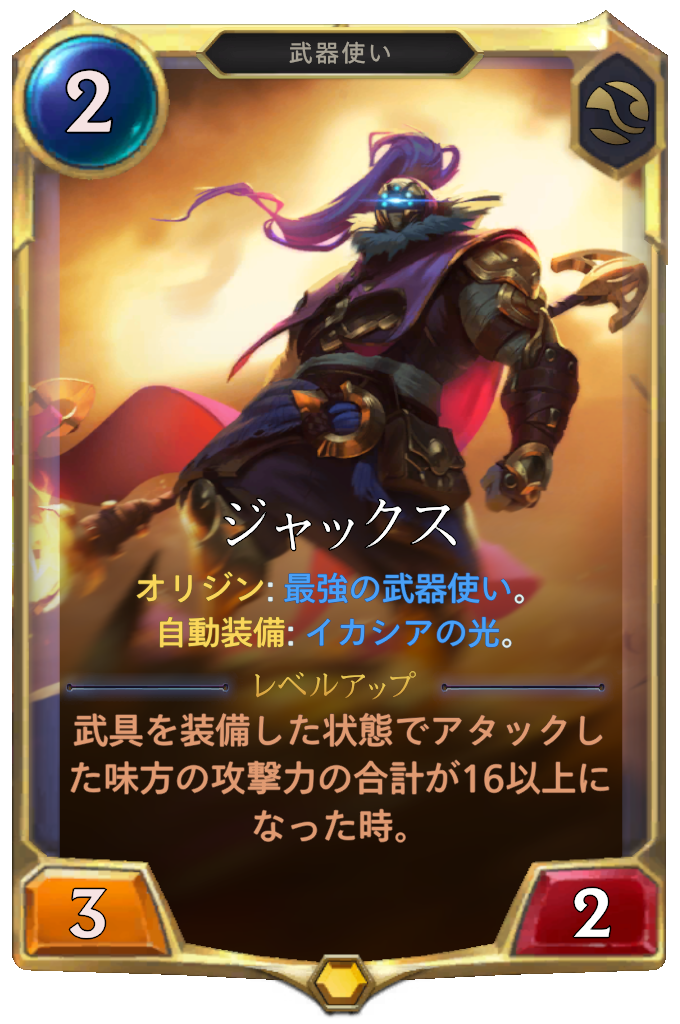 武器使い
2
ジャックス
オリジン: 最強の武器使い。
自動装備: イカシアの光。
レベルアップ
武具を装備した状態でアタックし
た味方の攻撃力の合計が16以上に
なった時。
3
2